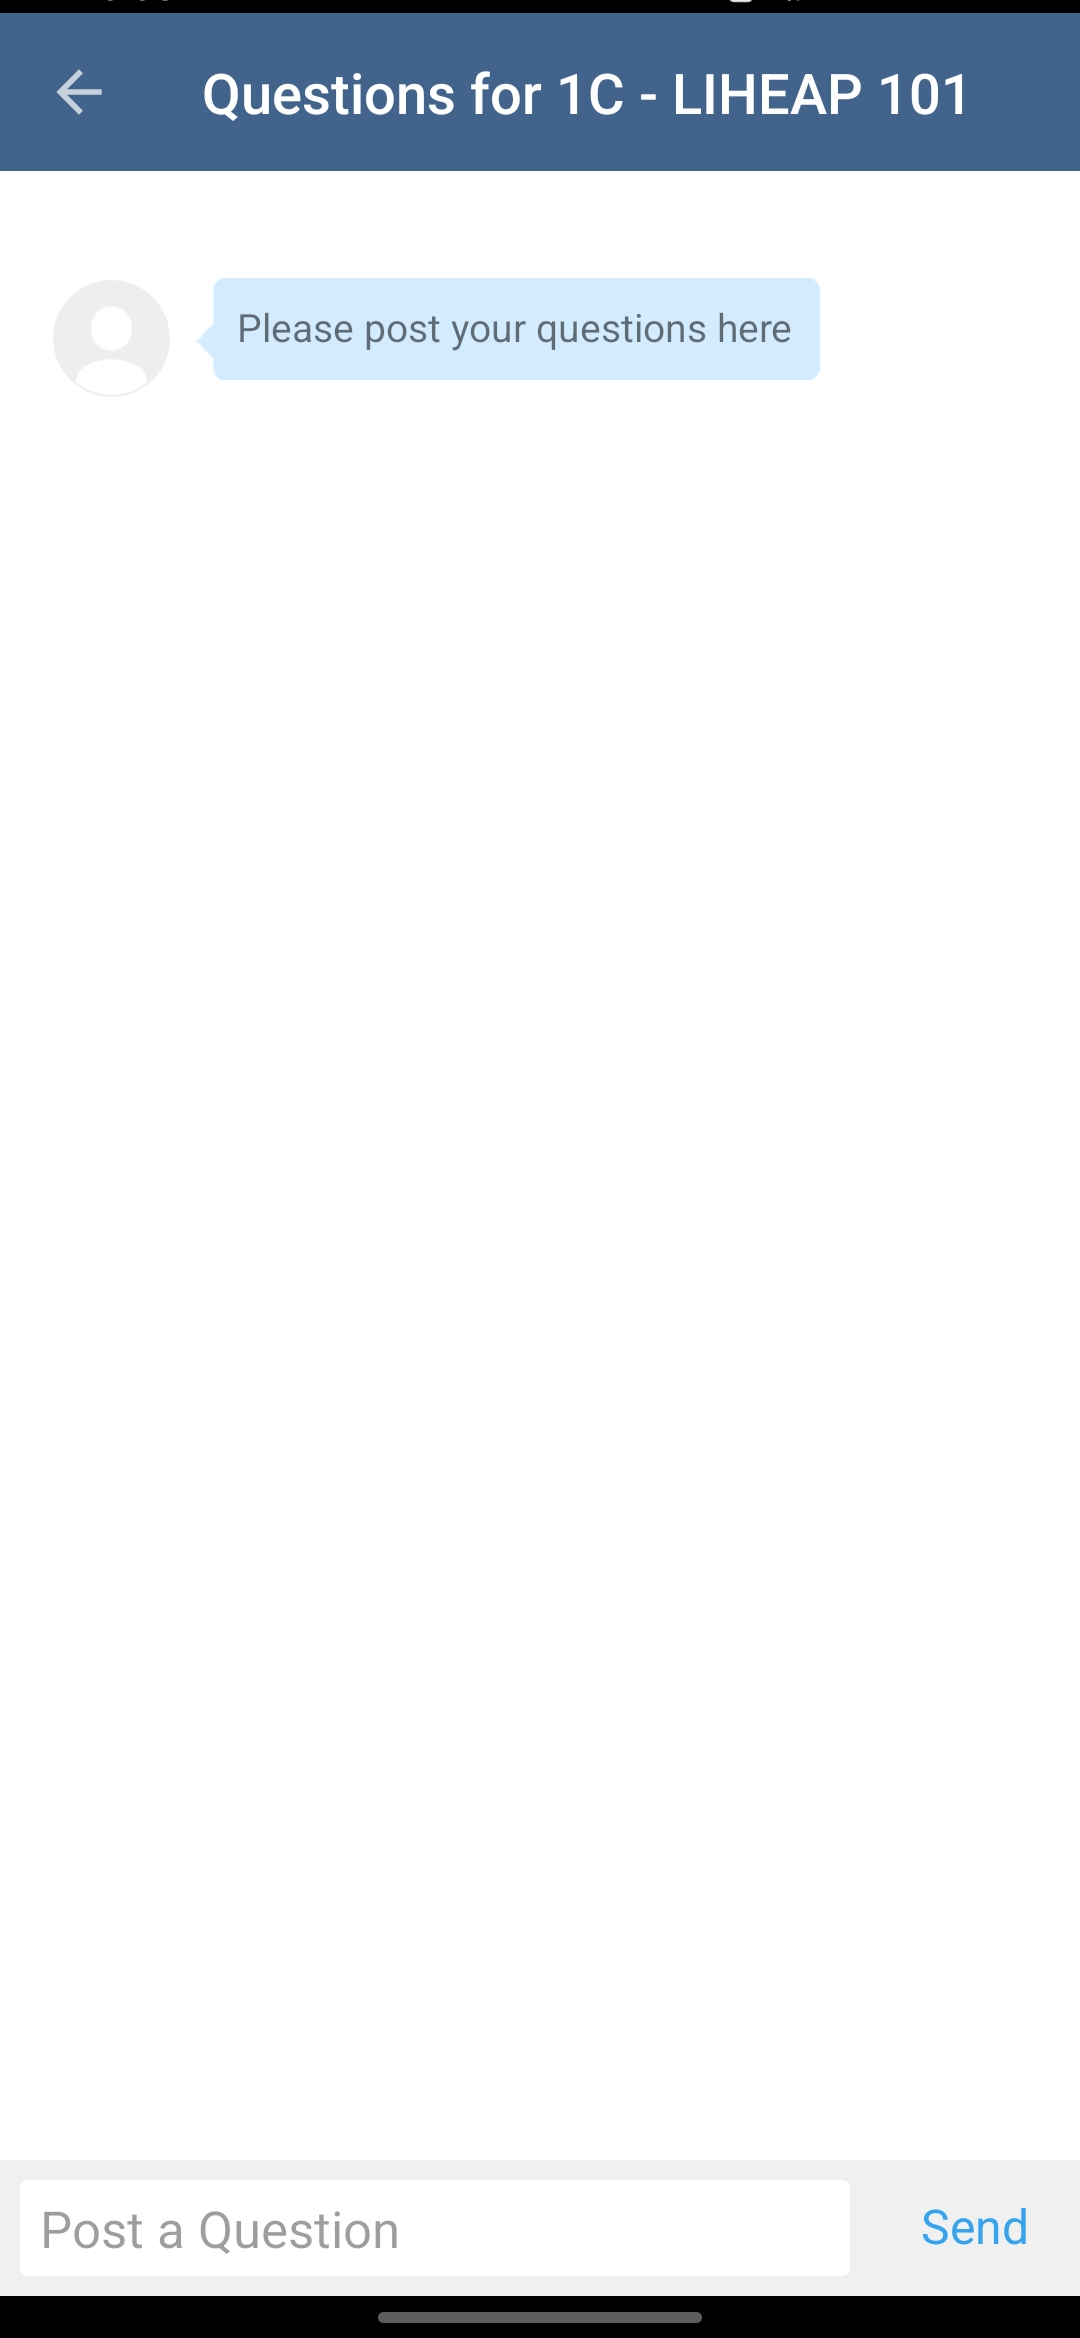 Questions for 1C - LIHEAP 101
Please post your questions here
Post a Question
Send